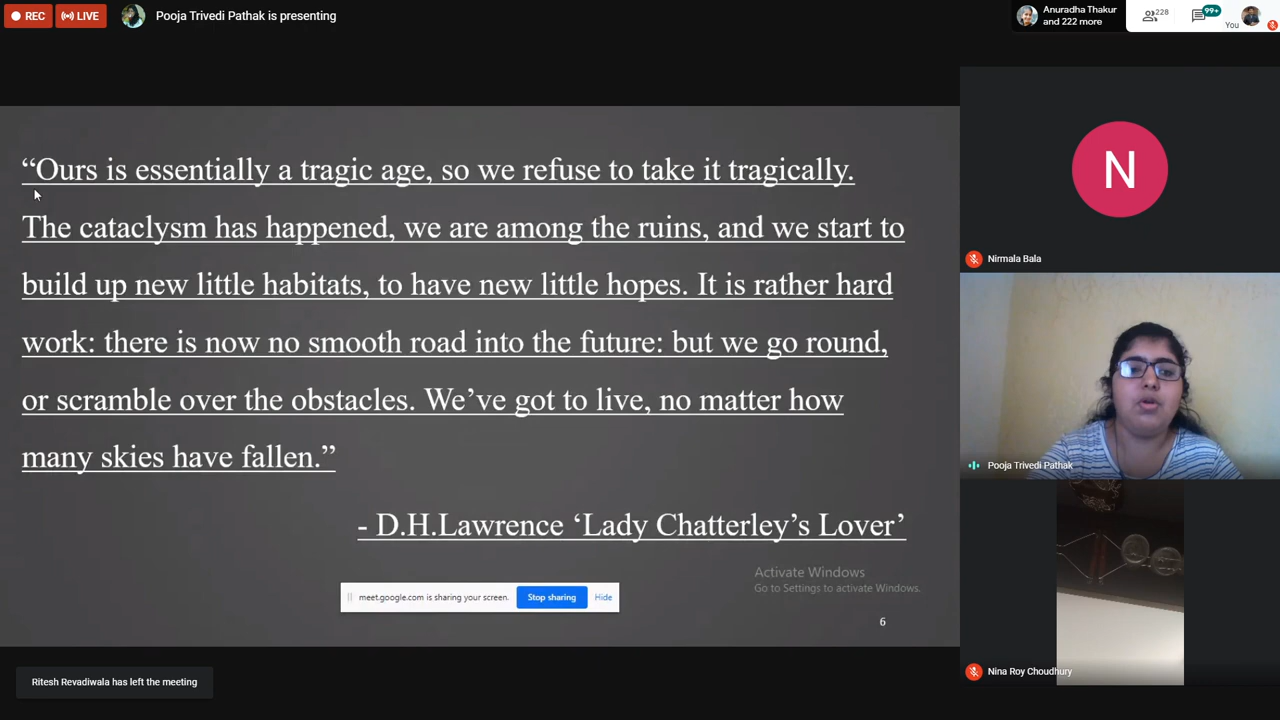 REC
LIVE
Pooja Trivedi Pathak is presenting
Anuradha Thakur
and 222 more
228
99+
You
“Ours is essentially a tragic age, so we refuse to take it tragically.
The cataclysm has happened, we are among the ruins, and we start to
build up new little habitats, to have new little hopes. It is rather hard
work: there is now no smooth road into the future: but we go round,
or scramble over the obstacles. We’ve got to live, no matter how
many skies have fallen.”
- D.H.Lawrence ‘Lady Chatterley’s Lover’
Activate Windows
Go to Settings to activate Windows.
meet.google.com is sharing your screen.
Stop sharing
Hide
6
N
Nirmala Bala
Pooja Trivedi Pathak
Nina Roy Choudhury
Ritesh Revadiwala has left the meeting